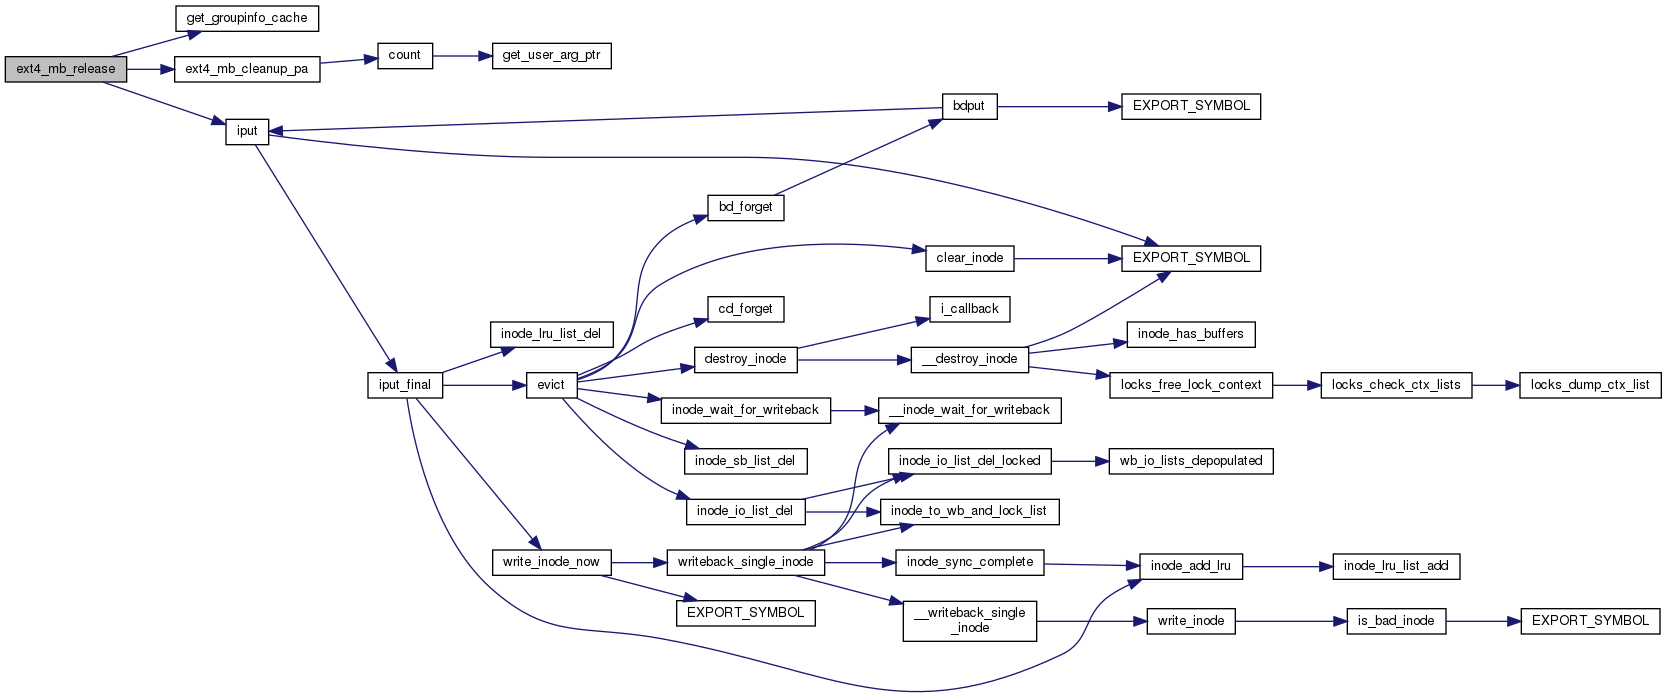 get_groupinfo_cache
ext4_mb_release
ext4_mb_cleanup_pa
count
get_user_arg_ptr
iput
bdput
EXPORT_SYMBOL
bd_forget
clear_inode
EXPORT_SYMBOL
cd_forget
i_callback
inode_lru_list_del
destroy_inode
__destroy_inode
inode_has_buffers
iput_final
evict
locks_free_lock_context
locks_check_ctx_lists
locks_dump_ctx_list
inode_wait_for_writeback
__inode_wait_for_writeback
inode_sb_list_del
inode_io_list_del_locked
wb_io_lists_depopulated
inode_io_list_del
inode_to_wb_and_lock_list
write_inode_now
writeback_single_inode
inode_sync_complete
inode_add_lru
inode_lru_list_add
EXPORT_SYMBOL
__writeback_single
_inode
write_inode
is_bad_inode
EXPORT_SYMBOL